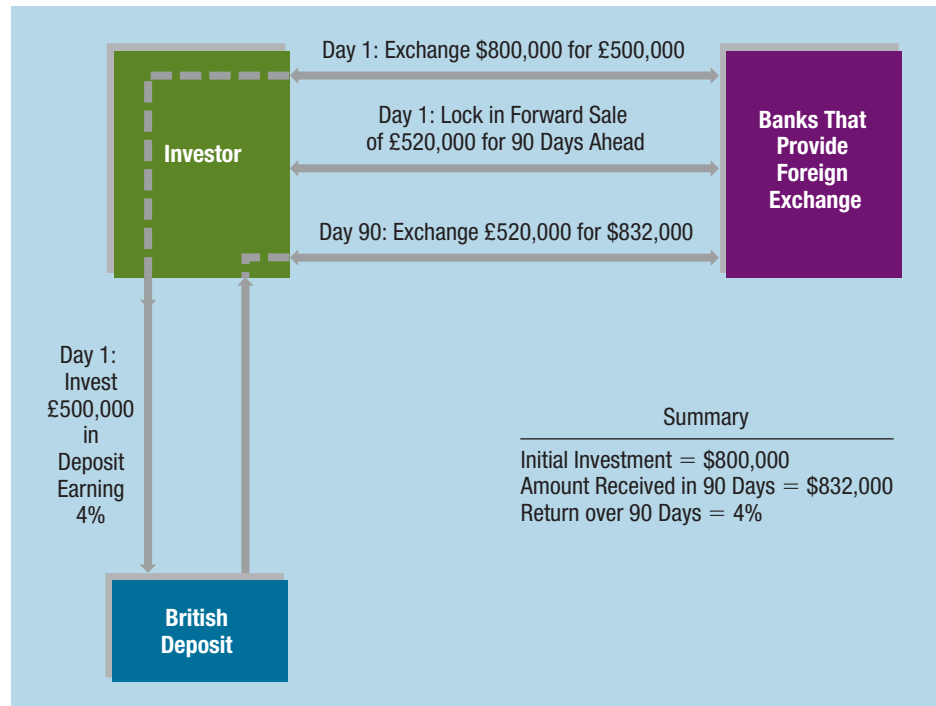 Day 1: Exchange $800,000 for £500,000
Investor
Day 1: Lock in Forward Sale
of £520,000 for 90 Days Ahead
Banks That
Provide
Foreign
Exchange
Day 90: Exchange £520,000 for $832,000
Day 1:
Invest
£500,000
in
Deposit
Earning
4%
Summary
Initial Investment = $800,000
Amount Received in 90 Days = $832,000
Return over 90 Days = 4%
British
Deposit